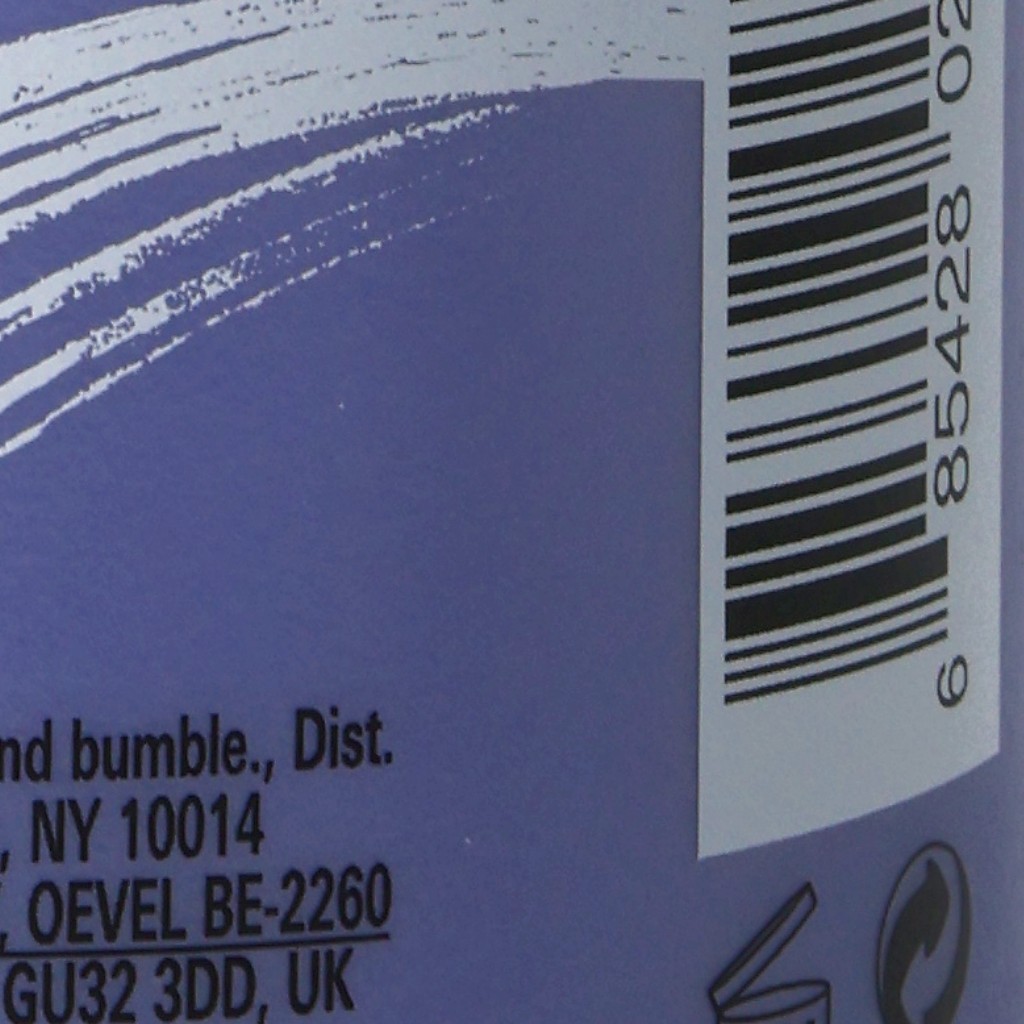 nd bumble., Dist.
, NY 10014
, OEVEL BE-2260
GU32 3DD, UK
6 85428 02